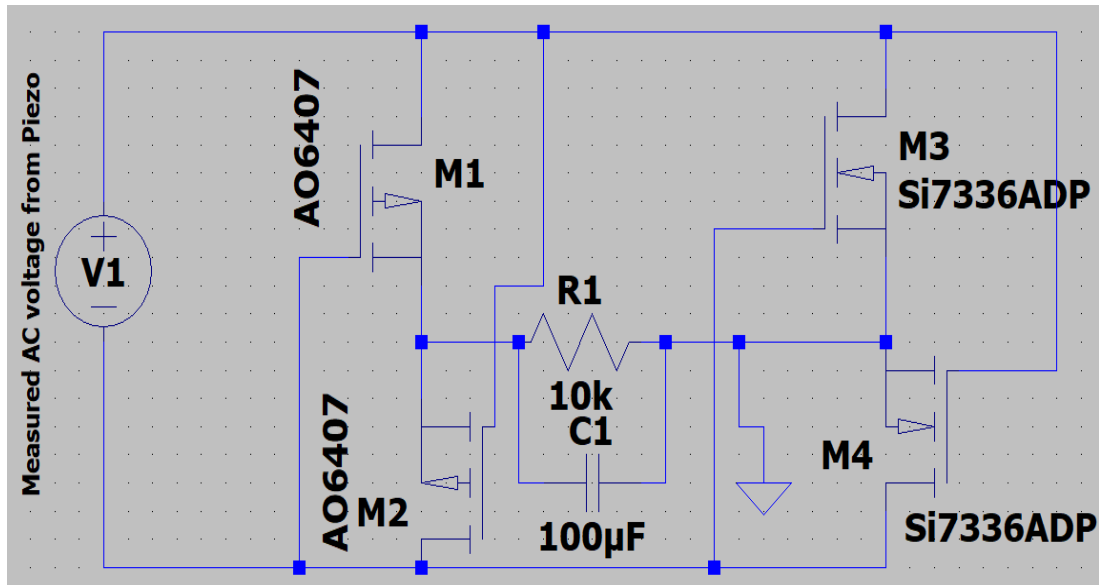 Measured AC voltage from Piezo
V1
AO6407
M1
AO6407
M2
R1
10k
C1
100µF
M3
Si7336ADP
M4
Si7336ADP